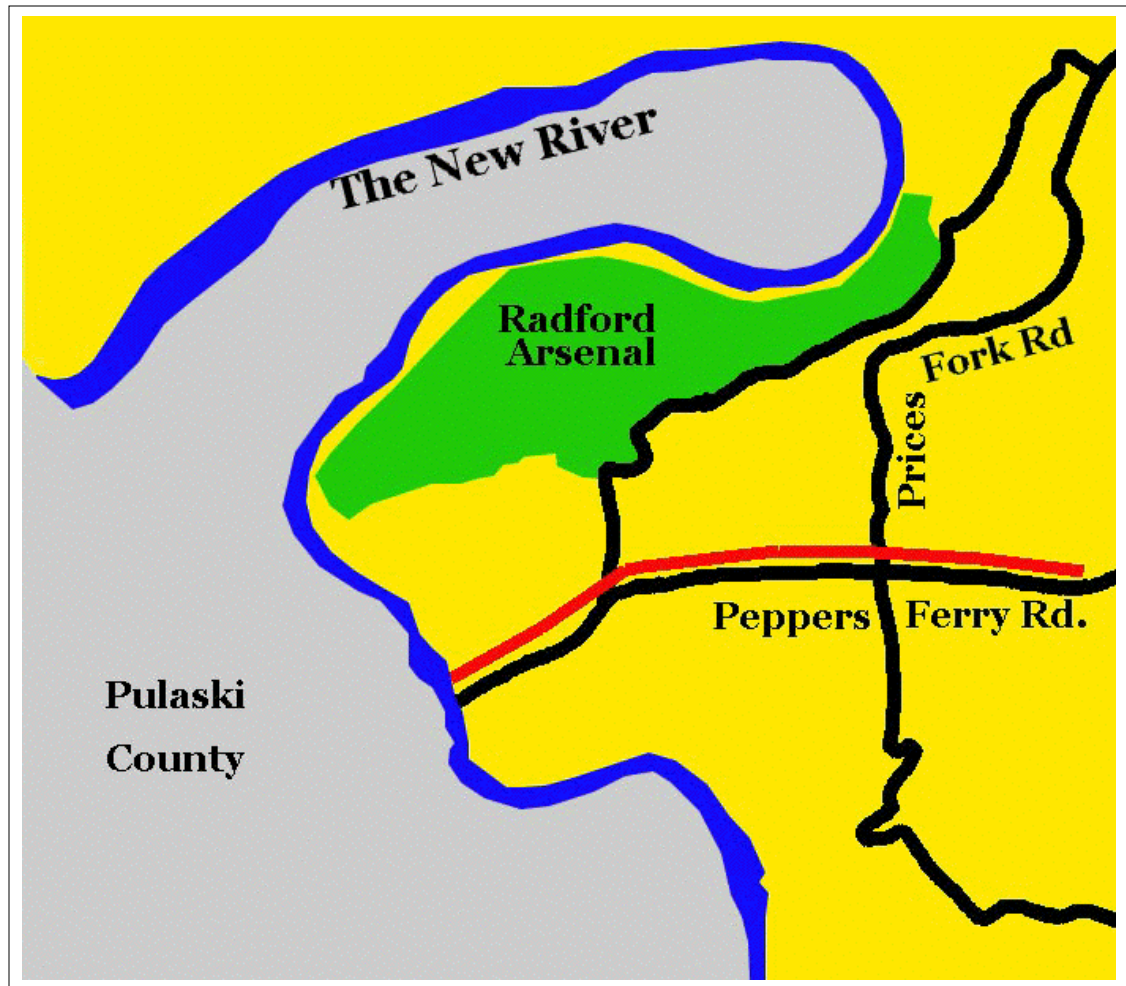 The New River
Radford
Arsenal
Fork Rd
Prices
Peppers Ferry Rd.
Pulaski
County